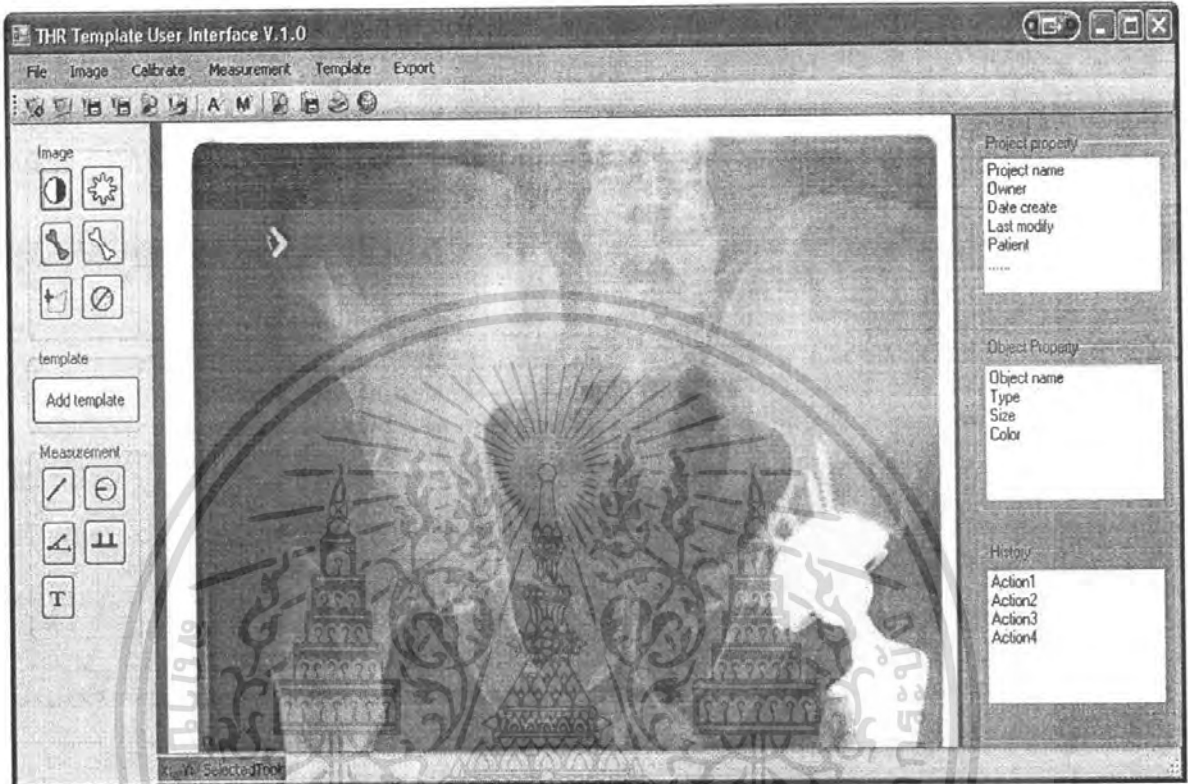 THR Template User Interface V.1.0
File Image Calibrate Measurement Template Export
A M
Image
template
Add template
Measurement
T
Project property
Project name
Owner
Date create
Last modify
Patient
......
Object Property
Object name
Type
Size
Color
History
Action1
Action2
Action3
Action4
SelectedTool: